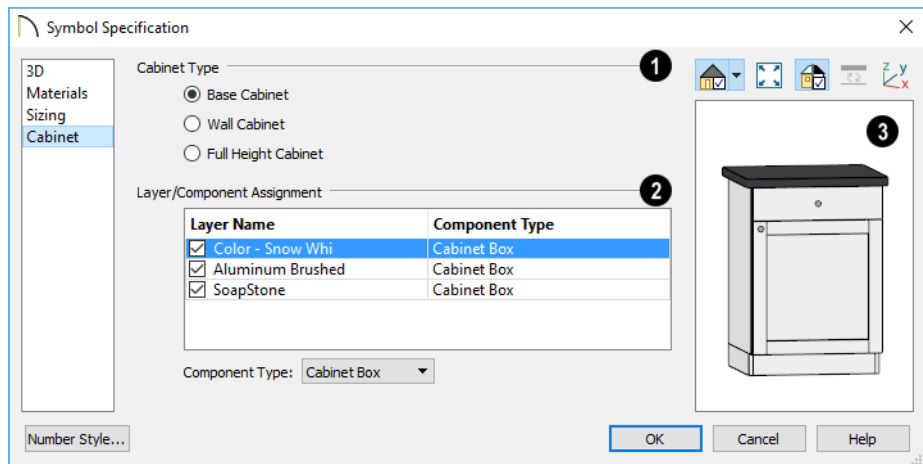 Symbol Specification
3D
Materials
Sizing
Cabinet
Cabinet Type
1
Base Cabinet
Wall Cabinet
Full Height Cabinet
Layer/Component Assignment
2
Layer Name Component Type
Color - Snow Whi Cabinet Box
Aluminum Brushed Cabinet Box
SoapStone Cabinet Box
Component Type: Cabinet Box
z y
x
3
Number Style...
OK
Cancel
Help